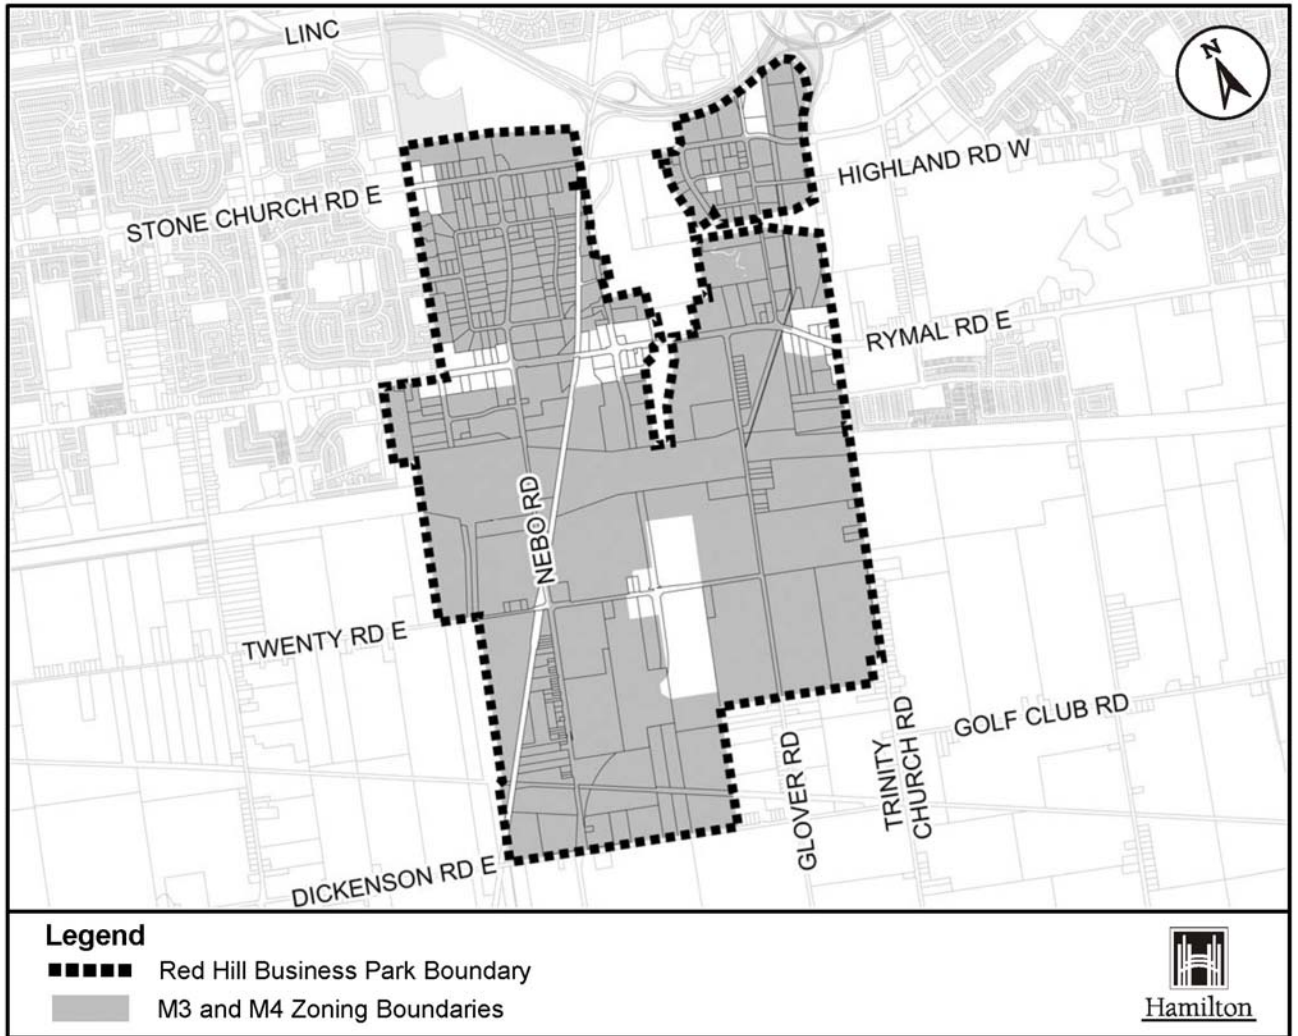 LINC
N
HIGHLAND RD W
STONE CHURCH RD E
RYMAL RD E
NEBO RD
TWENTY RD E
GOLF CLUB RD
TRINITY
CHURCH RD
GLOVER RD
DICKENSON RD E
Legend
Red Hill Business Park Boundary
M3 and M4 Zoning Boundaries
Hamilton